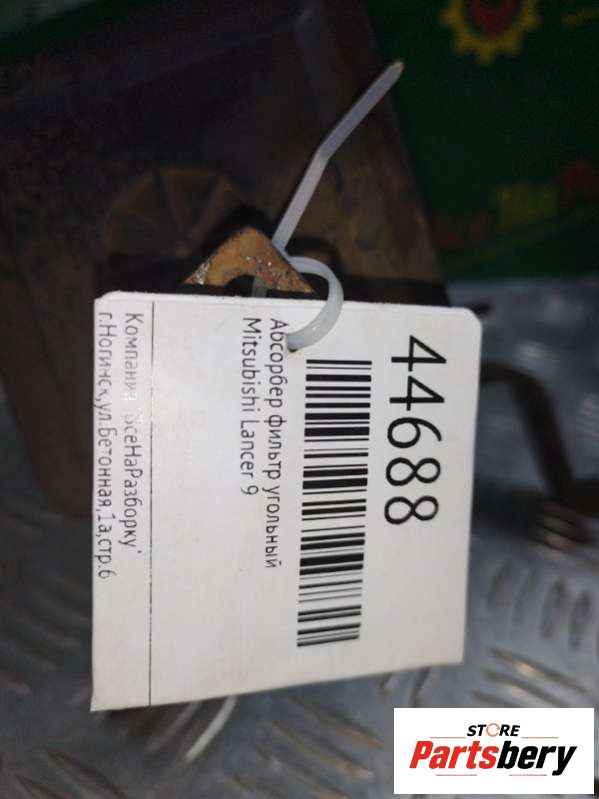 44688
Абсорбер фильтр угольный
Mitsubishi Lancer 9
Компания "ВсеНаРазборку"
г.Ногинск,ул.Бетонная,1а,стр.6
STORE
Partsbery